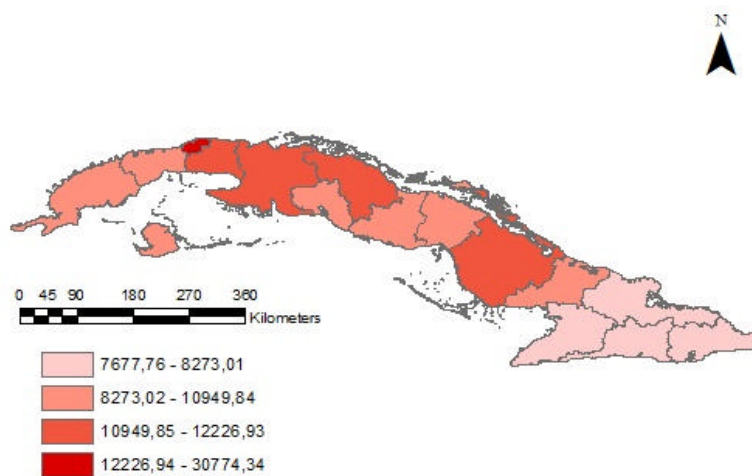 N
0 45 90 180 270 360
Kilometers
7677,76 - 8273,01
8273,02 - 10949,84
10949,85 - 12226,93
12226,94 - 30774,34